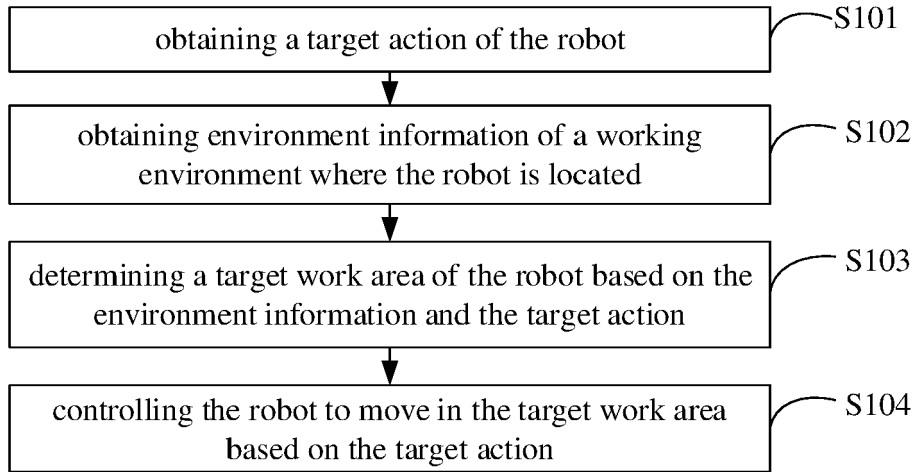 obtaining a target action of the robot
S101
obtaining environment information of a working
environment where the robot is located
S102
determining a target work area of the robot based on the
environment information and the target action
S103
controlling the robot to move in the target work area
based on the target action
S104